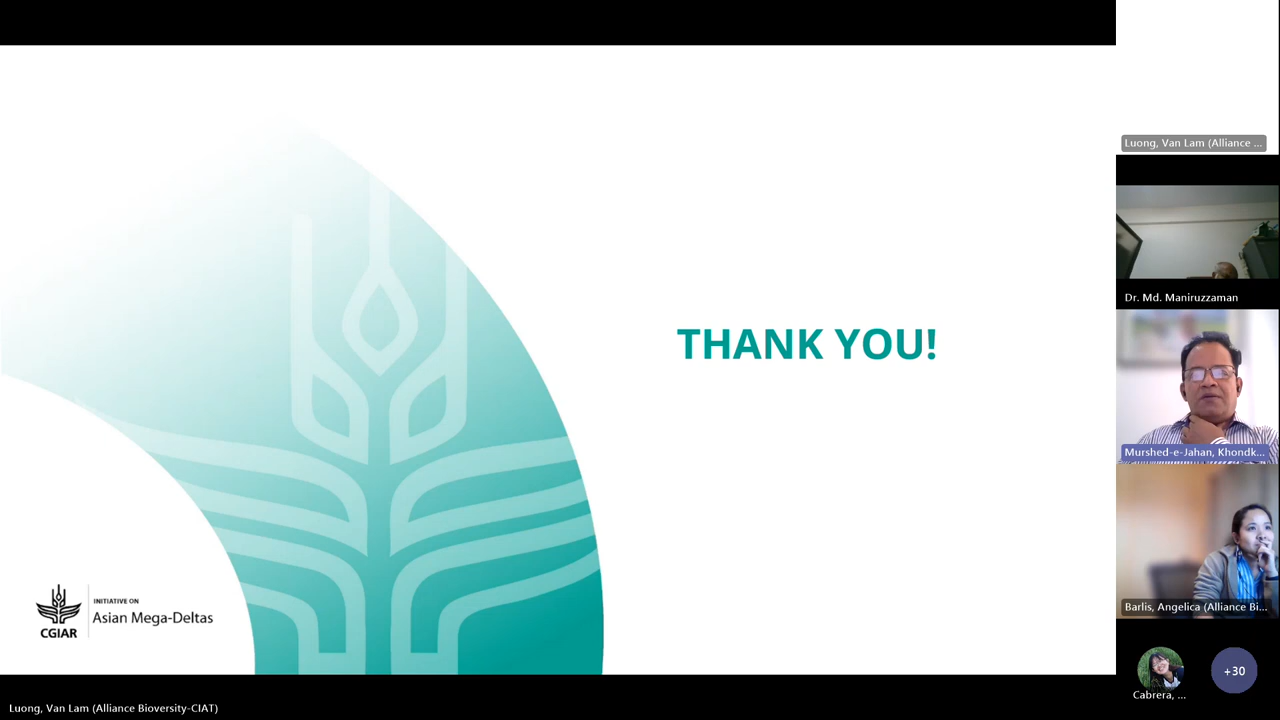 THANK YOU!
CGIAR
INITIATIVE ON
Asian Mega-Deltas
Luong, Van Lam (Alliance Bioversity-CIAT)
Luong, Van Lam (Alliance ...
Dr. Md. Maniruzzaman
Murshed-e-Jahan, Khondk...
Barlis, Angelica (Alliance Bi...
Cabrera, ...
+30